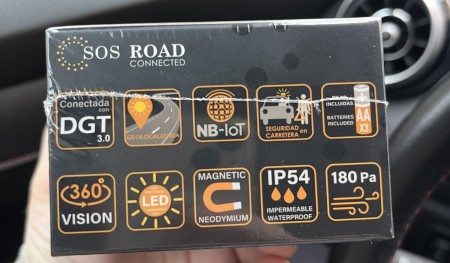 SOS ROAD
CONNECTED
Conectada
con
DGT
3.0
GEOLOCALIZADA
NB-IoT
SEGURIDAD
CARRETERA
INCLUIDAS
BATTERIES
INCLUDED
AA
X3
360°
VISION
LED
MAGNETIC
NEODYMIUM
IP54
IMPERMEABLE
WATERPROOF
180 Pa